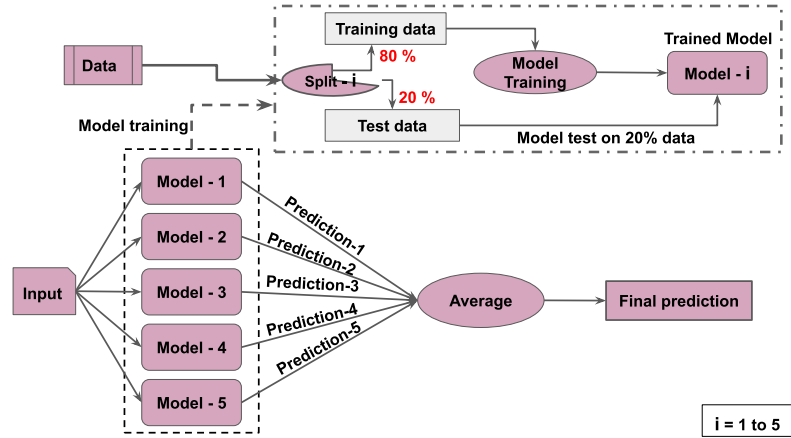 Training data
Trained Model
Data
80 %
Model
Training
Model - i
Split - i
20 %
Test data
Model training
Model test on 20% data
Model - 1
Prediction-1
Model - 2
Prediction-2
Model - 3
Prediction-3
Input
Average
Final prediction
Prediction-4
Model - 4
Prediction-5
Model - 5
i = 1 to 5